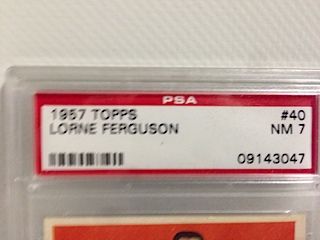 PSA
1957 TOPPS #40
LORNE FERGUSON NM 7
09143047